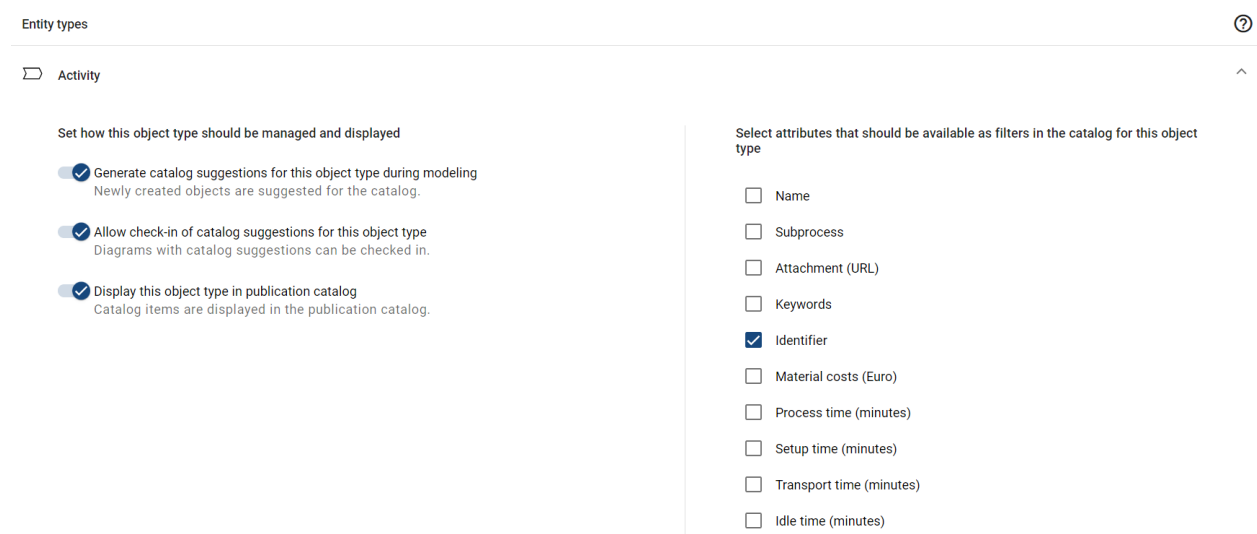 Entity types
Activity
Set how this object type should be managed and displayed
Generate catalog suggestions for this object type during modeling
Newly created objects are suggested for the catalog.
Allow check-in of catalog suggestions for this object type
Diagrams with catalog suggestions can be checked in.
Display this object type in publication catalog
Catalog items are displayed in the publication catalog.
Select attributes that should be available as filters in the catalog for this object
type
Name
Subprocess
Attachment (URL)
Keywords
Identifier
Material costs (Euro)
Process time (minutes)
Setup time (minutes)
Transport time (minutes)
Idle time (minutes)